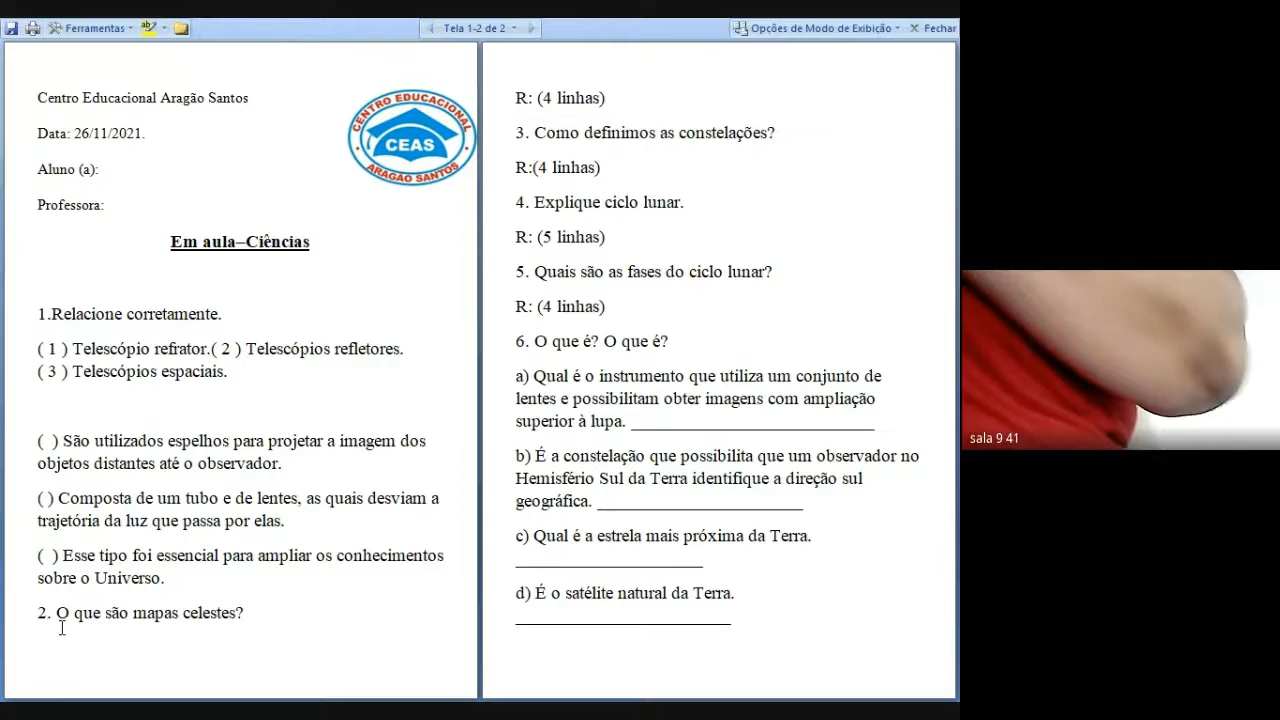 Ferramentas
Tela 1-2 de 2
Opções de Modo de Exibição
Fechar
Centro Educacional Aragão Santos
Data: 26/11/2021.
Aluno (a):
Professora:
CENTRO EDUCACIONAL
CEAS
ARAGÃO SANTOS
Em aula–Ciências
1.Relacione corretamente.
( 1 ) Telescópio refrator.( 2 ) Telescópios refletores.
( 3 ) Telescópios espaciais.
( ) São utilizados espelhos para projetar a imagem dos
objetos distantes até o observador.
( ) Composta de um tubo e de lentes, as quais desviam a
trajetória da luz que passa por elas.
( ) Esse tipo foi essencial para ampliar os conhecimentos
sobre o Universo.
2. O que são mapas celestes?
R: (4 linhas)
3. Como definimos as constelações?
R:(4 linhas)
4. Explique ciclo lunar.
R: (5 linhas)
5. Quais são as fases do ciclo lunar?
R: (4 linhas)
6. O que é? O que é?
a) Qual é o instrumento que utiliza um conjunto de
lentes e possibilitam obter imagens com ampliação
superior à lupa. ___________________________
b) É a constelação que possibilita que um observador no
Hemisfério Sul da Terra identifique a direção sul
geográfica. _______________________
c) Qual é a estrela mais próxima da Terra.
_____________________
d) É o satélite natural da Terra.
________________________
sala 9 41